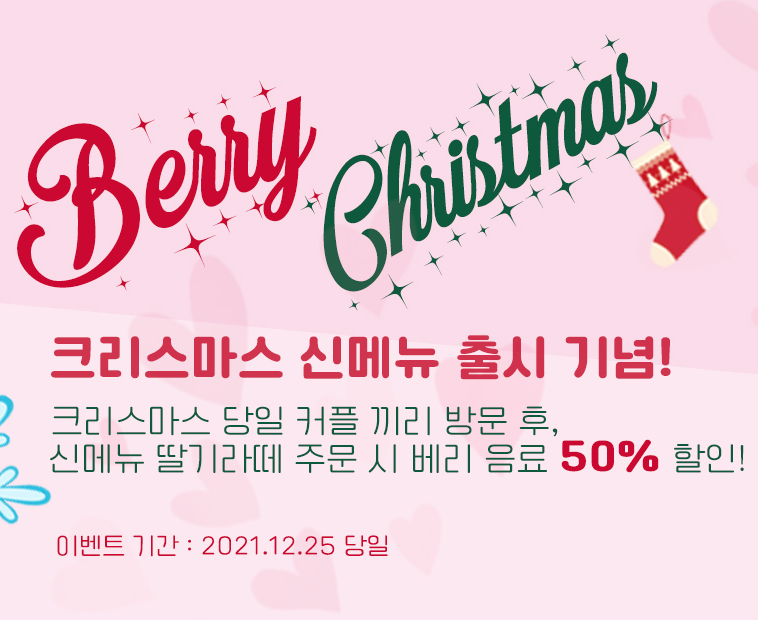 Berry Christmas
크리스마스 신메뉴 출시 기념!
크리스마스 당일 커플 끼리 방문 후,
신메뉴 딸기라떼 주문 시 베리 음료 50% 할인!
이벤트 기간 : 2021.12.25 당일